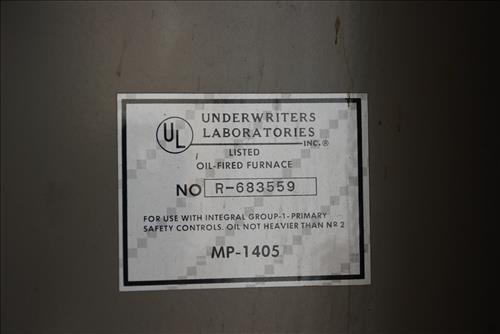 UL
UNDERWRITERS
LABORATORIES
INC.®
LISTED
OIL-FIRED FURNACE
NO R-683559
FOR USE WITH INTEGRAL GROUP-1-PRIMARY
SAFETY CONTROLS. OIL NOT HEAVIER THAN Nº 2
MP-1405